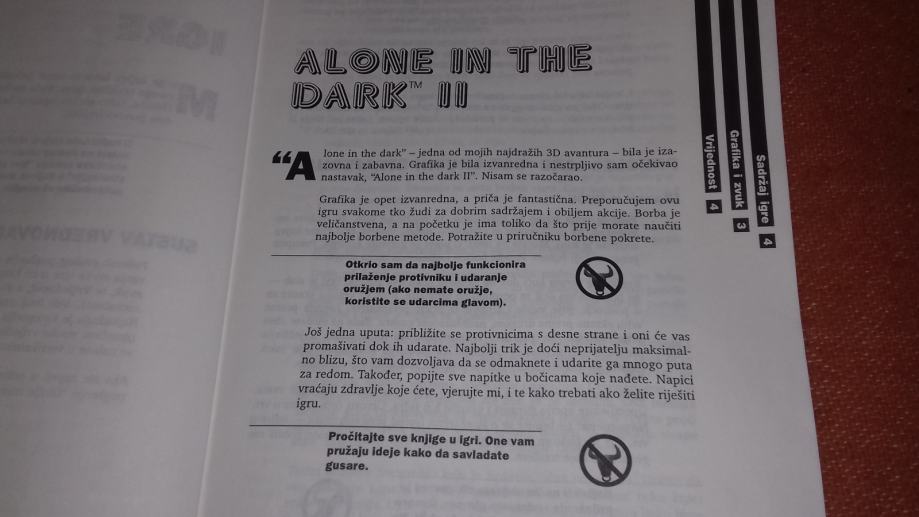 ALONE IN THE
DARK™ II
“Alone in the dark” – jedna od mojih najdražih 3D avantura – bila je iza-
zovna i zabavna. Grafika je bila izvanredna i nestrpljivo sam očekivao
nastavak, “Alone in the dark II”. Nisam se razočarao.
Grafika je opet izvanredna, a priča je fantastična. Preporučujem ovu
igru svakome tko žudi za dobrim sadržajem i obiljem akcije. Borba je
veličanstvena, a na početku je ima toliko da što prije morate naučiti
najbolje borbene metode. Potražite u priručniku borbene pokrete.
Otkrio sam da najbolje funkcionira
prilaženje protivniku i udaranje
oružjem (ako nemate oružje,
koristite se udarcima glavom).
Još jedna uputa: približite se protivnicima s desne strane i oni će vas
promašivati dok ih udarate. Najbolji trik je doći neprijatelju maksimal-
no blizu, što vam dozvoljava da se odmaknete i udarite ga mnogo puta
za redom. Također, popijte sve napitke u bočicama koje nađete. Napici
vraćaju zdravlje koje ćete, vjerujte mi, i te kako trebati ako želite riješiti
igru.
Pročitajte sve knjige u igri. One vam
pružaju ideje kako da savladate
gusare.
Sadržaj igre 4
Grafika i zvuk 3
Vrijednost 4